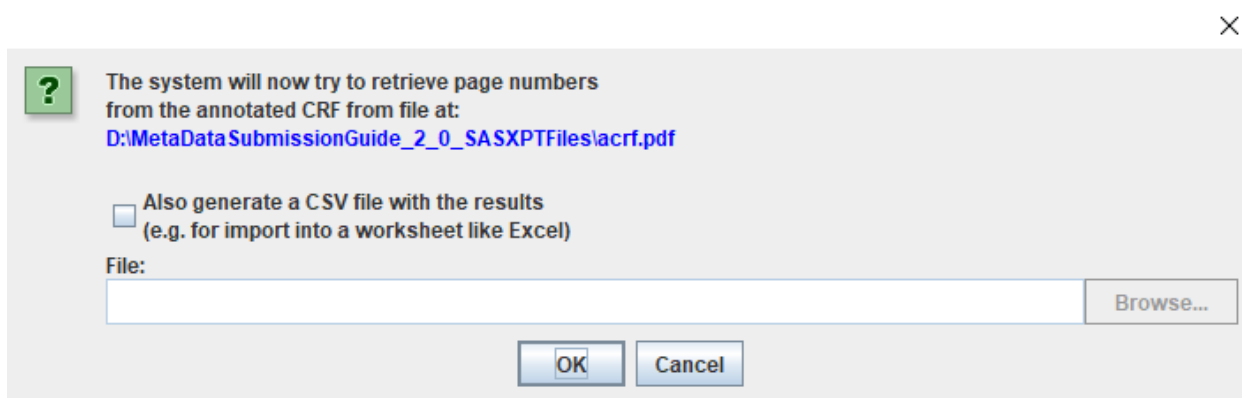 The system will now try to retrieve page numbers
from the annotated CRF from file at:
D:\MetaDataSubmissionGuide_2_0_SASXPTFiles\acrf.pdf
Also generate a CSV file with the results
(e.g. for import into a worksheet like Excel)
File:
Browse...
OK Cancel